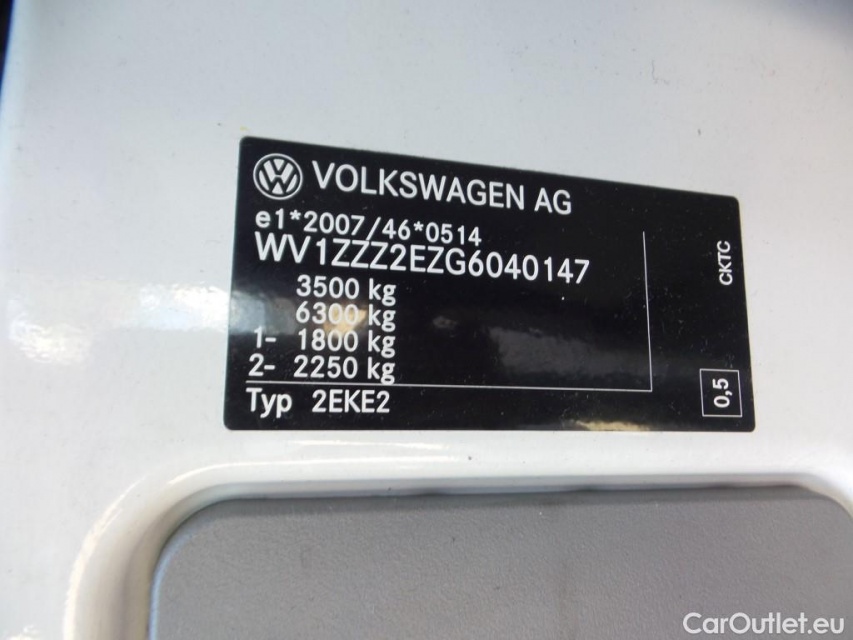 VOLKSWAGEN AG
e1*2007/46*0514
WV1ZZZ2EZG6040147
3500 kg
6300 kg
1- 1800 kg
2- 2250 kg
Typ 2EKE2
CKTC
0,5
CarOutlet.eu